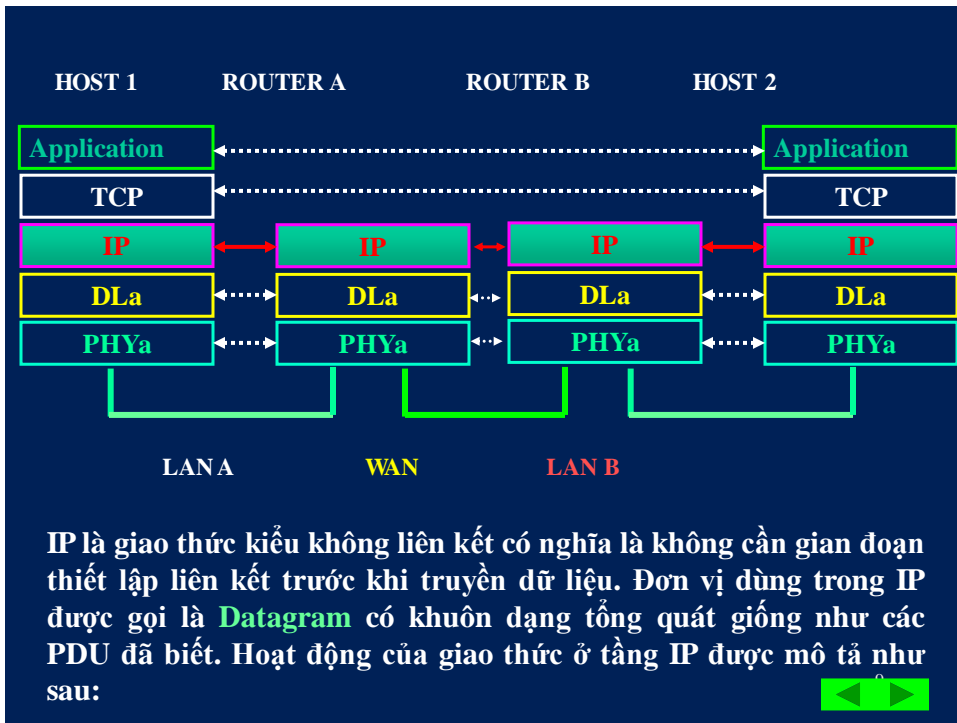 HOST 1 ROUTER A ROUTER B HOST 2
Application Application
TCP TCP
IP IP IP IP
DLa DLa DLa DLa
PHYa PHYa PHYa PHYa
LAN A WAN LAN B
IP là giao thức kiểu không liên kết có nghĩa là không cần gian đoạn
thiết lập liên kết trước khi truyền dữ liệu. Đơn vị dùng trong IP
được gọi là Datagram có khuôn dạng tổng quát giống như các
PDU đã biết. Hoạt động của giao thức ở tầng IP được mô tả như
sau: